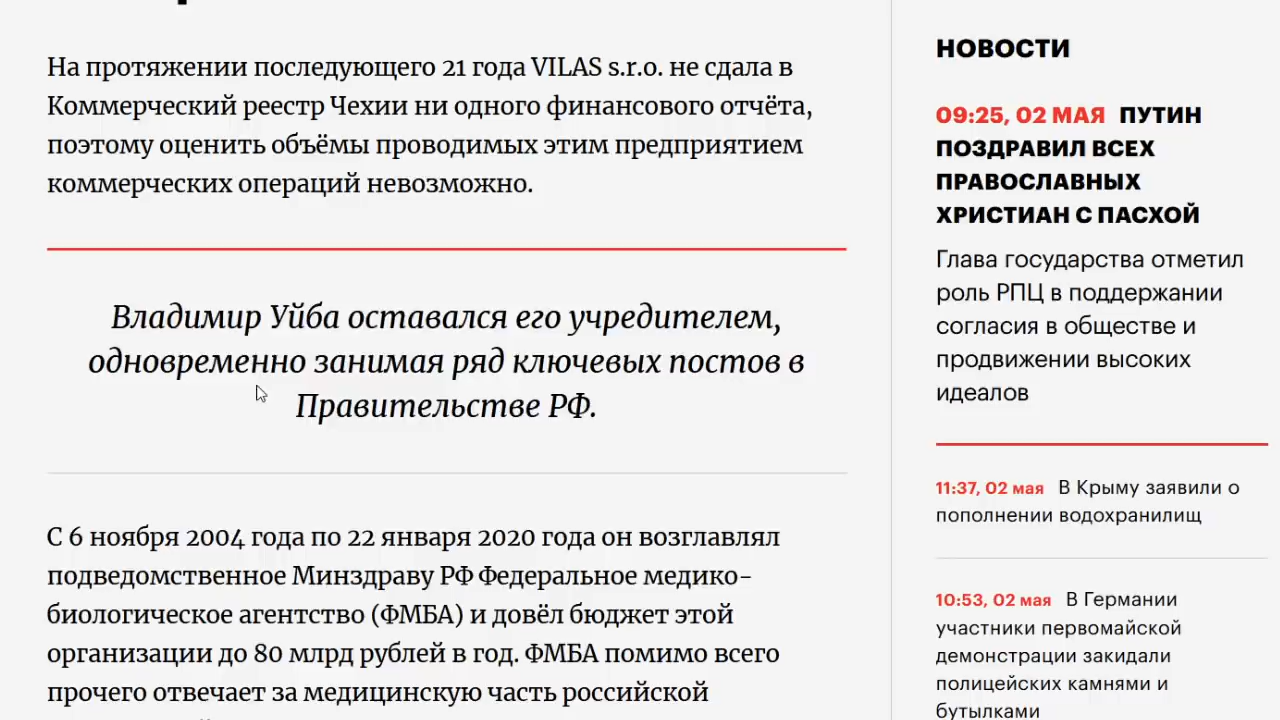 На протяжении последующего 21 года VILAS s.r.o. не сдала в
Коммерческий реестр Чехии ни одного финансового отчёта,
поэтому оценить объёмы проводимых этим предприятием
коммерческих операций невозможно.
Владимир Уйба оставался его учредителем,
одновременно занимая ряд ключевых постов в
Правительстве РФ.
С 6 ноября 2004 года по 22 января 2020 года он возглавлял
подведомственное Минздраву РФ Федеральное медико-
биологическое агентство (ФМБА) и довёл бюджет этой
организации до 80 млрд рублей в год. ФМБА помимо всего
прочего отвечает за медицинскую часть российской
НОВОСТИ
09:25, 02 МАЯ ПУТИН
ПОЗДРАВИЛ ВСЕХ
ПРАВОСЛАВНЫХ
ХРИСТИАН С ПАСХОЙ
Глава государства отметил
роль РПЦ в поддержании
согласия в обществе и
продвижении высоких
идеалов
11:37, 02 мая В Крыму заявили о
пополнении водохранилищ
10:53, 02 мая В Германии
участники первомайской
демонстрации закидали
полицейских камнями и
бутылками